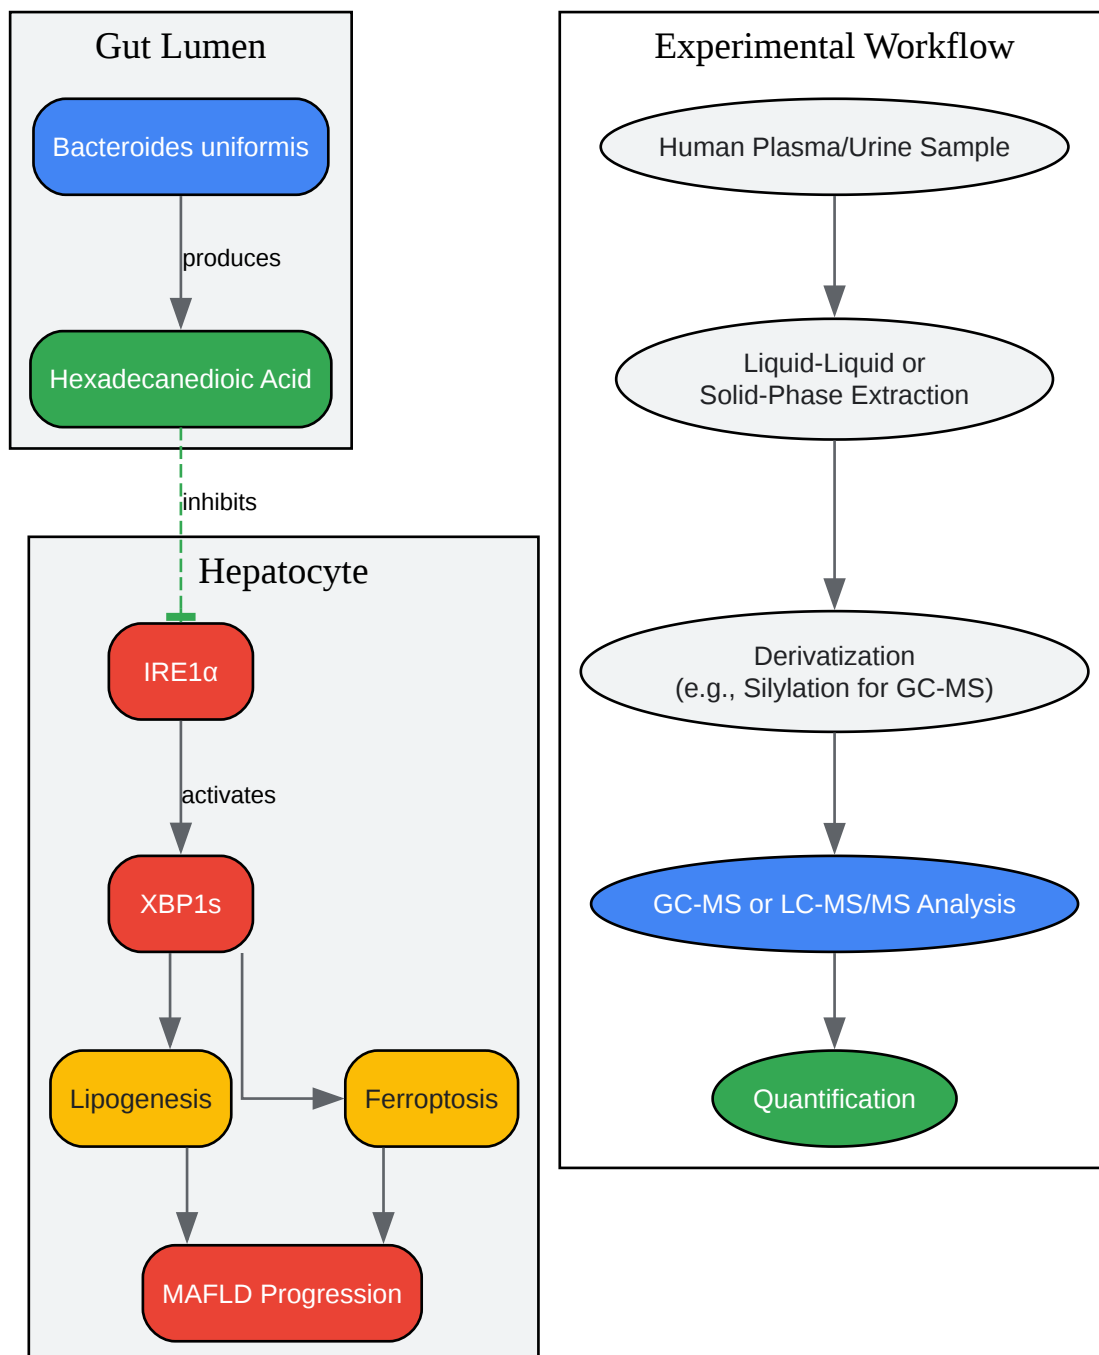 Gut Lumen
Bacteroides uniformis
produces
Hexadecanedioic Acid
inhibits
Hepatocyte
IRE1α
activates
XBP1s
Lipogenesis
Ferroptosis
MAFLD Progression
Experimental Workflow
Human Plasma/Urine Sample
Liquid-Liquid or
Solid-Phase Extraction
Derivatization
(e.g., Silylation for GC-MS)
GC-MS or LC-MS/MS Analysis
Quantification